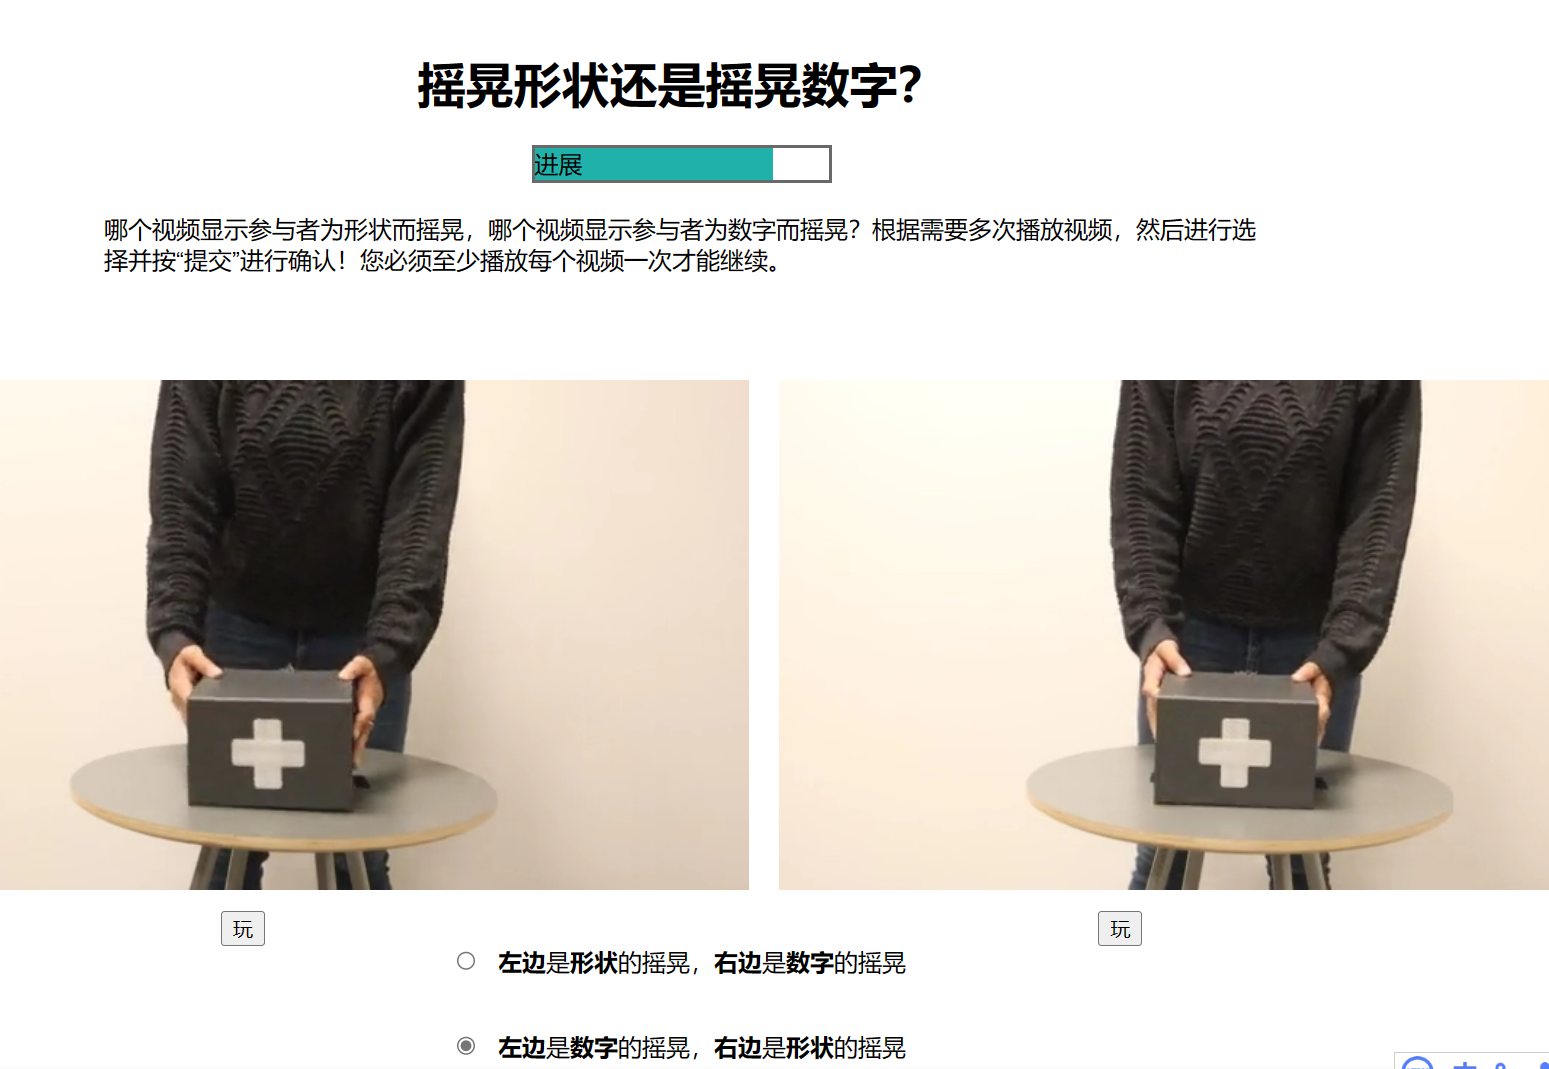 摇晃形状还是摇晃数字？
进展
哪个视频显示参与者为形状而摇晃，哪个视频显示参与者为数字而摇晃？根据需要多次播放视频，然后进行选
择并按“提交”进行确认！您必须至少播放每个视频一次才能继续。
玩
玩
左边是形状的摇晃，右边是数字的摇晃
左边是数字的摇晃，右边是形状的摇晃